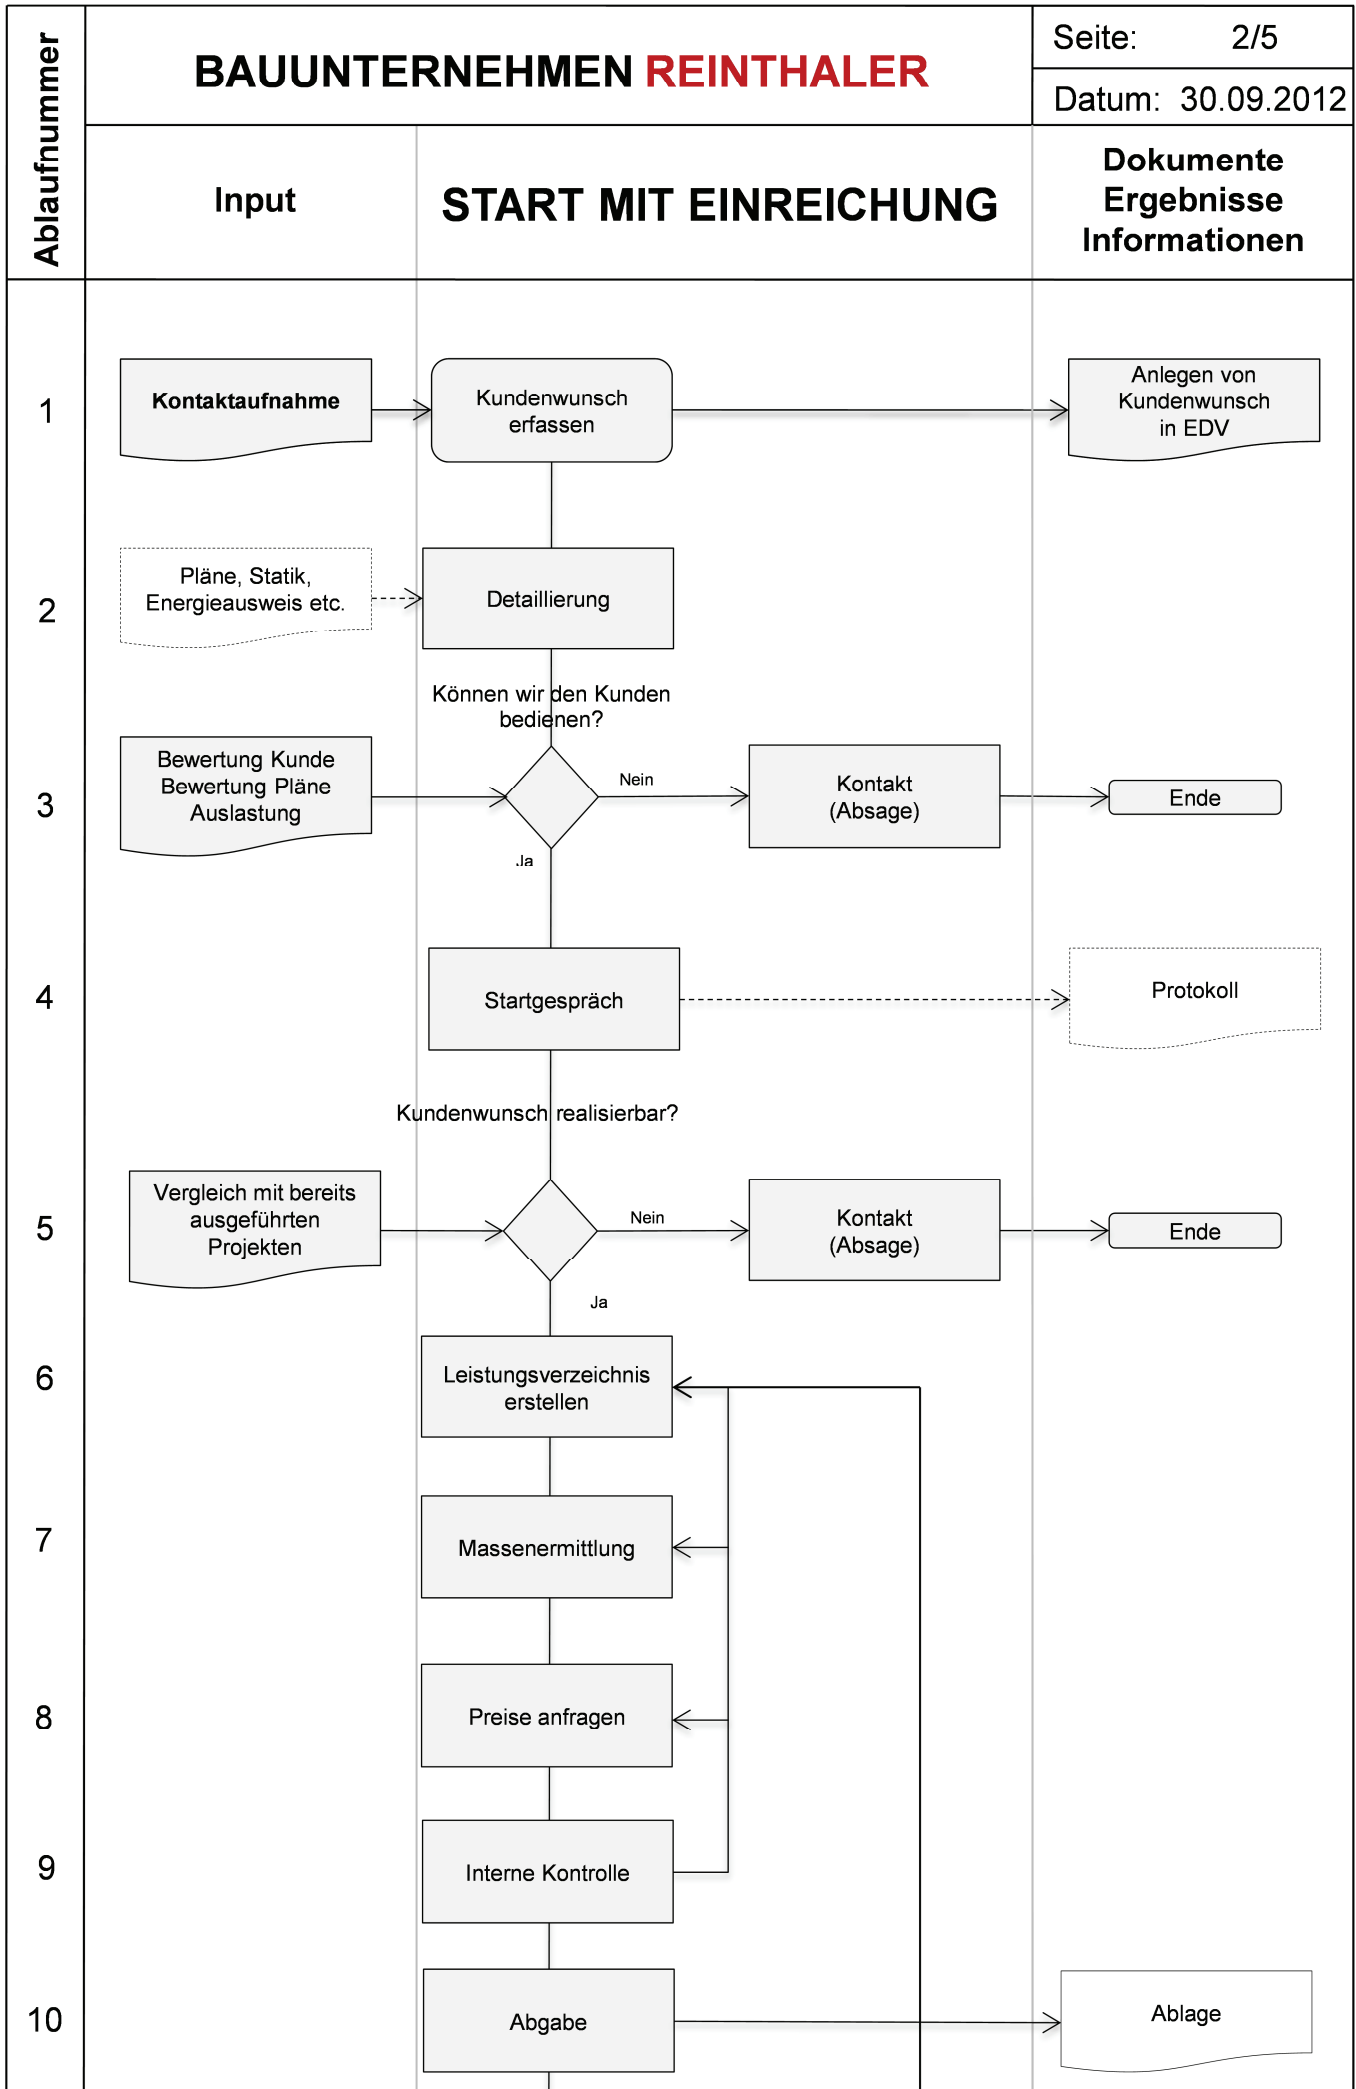 Ablaufnummer
BAUUNTERNEHMEN REINTHALER
Seite: 2/5
Datum: 30.09.2012
Input
START MIT EINREICHUNG
Dokumente
Ergebnisse
Informationen
1
Kontaktaufnahme
Kundenwunsch
erfassen
Anlegen von
Kundenwunsch
in EDV
2
Pläne, Statik,
Energieausweis etc.
Detaillierung
Können wir den Kunden
bedienen?
3
Bewertung Kunde
Bewertung Pläne
Auslastung
Nein
Kontakt
(Absage)
Ende
Ja
4
Startgespräch
Protokoll
Kundenwunsch realisierbar?
5
Vergleich mit bereits
ausgeführten
Projekten
Nein
Kontakt
(Absage)
Ende
Ja
6
Leistungsverzeichnis
erstellen
7
Massenermittlung
8
Preise anfragen
9
Interne Kontrolle
10
Abgabe
Ablage